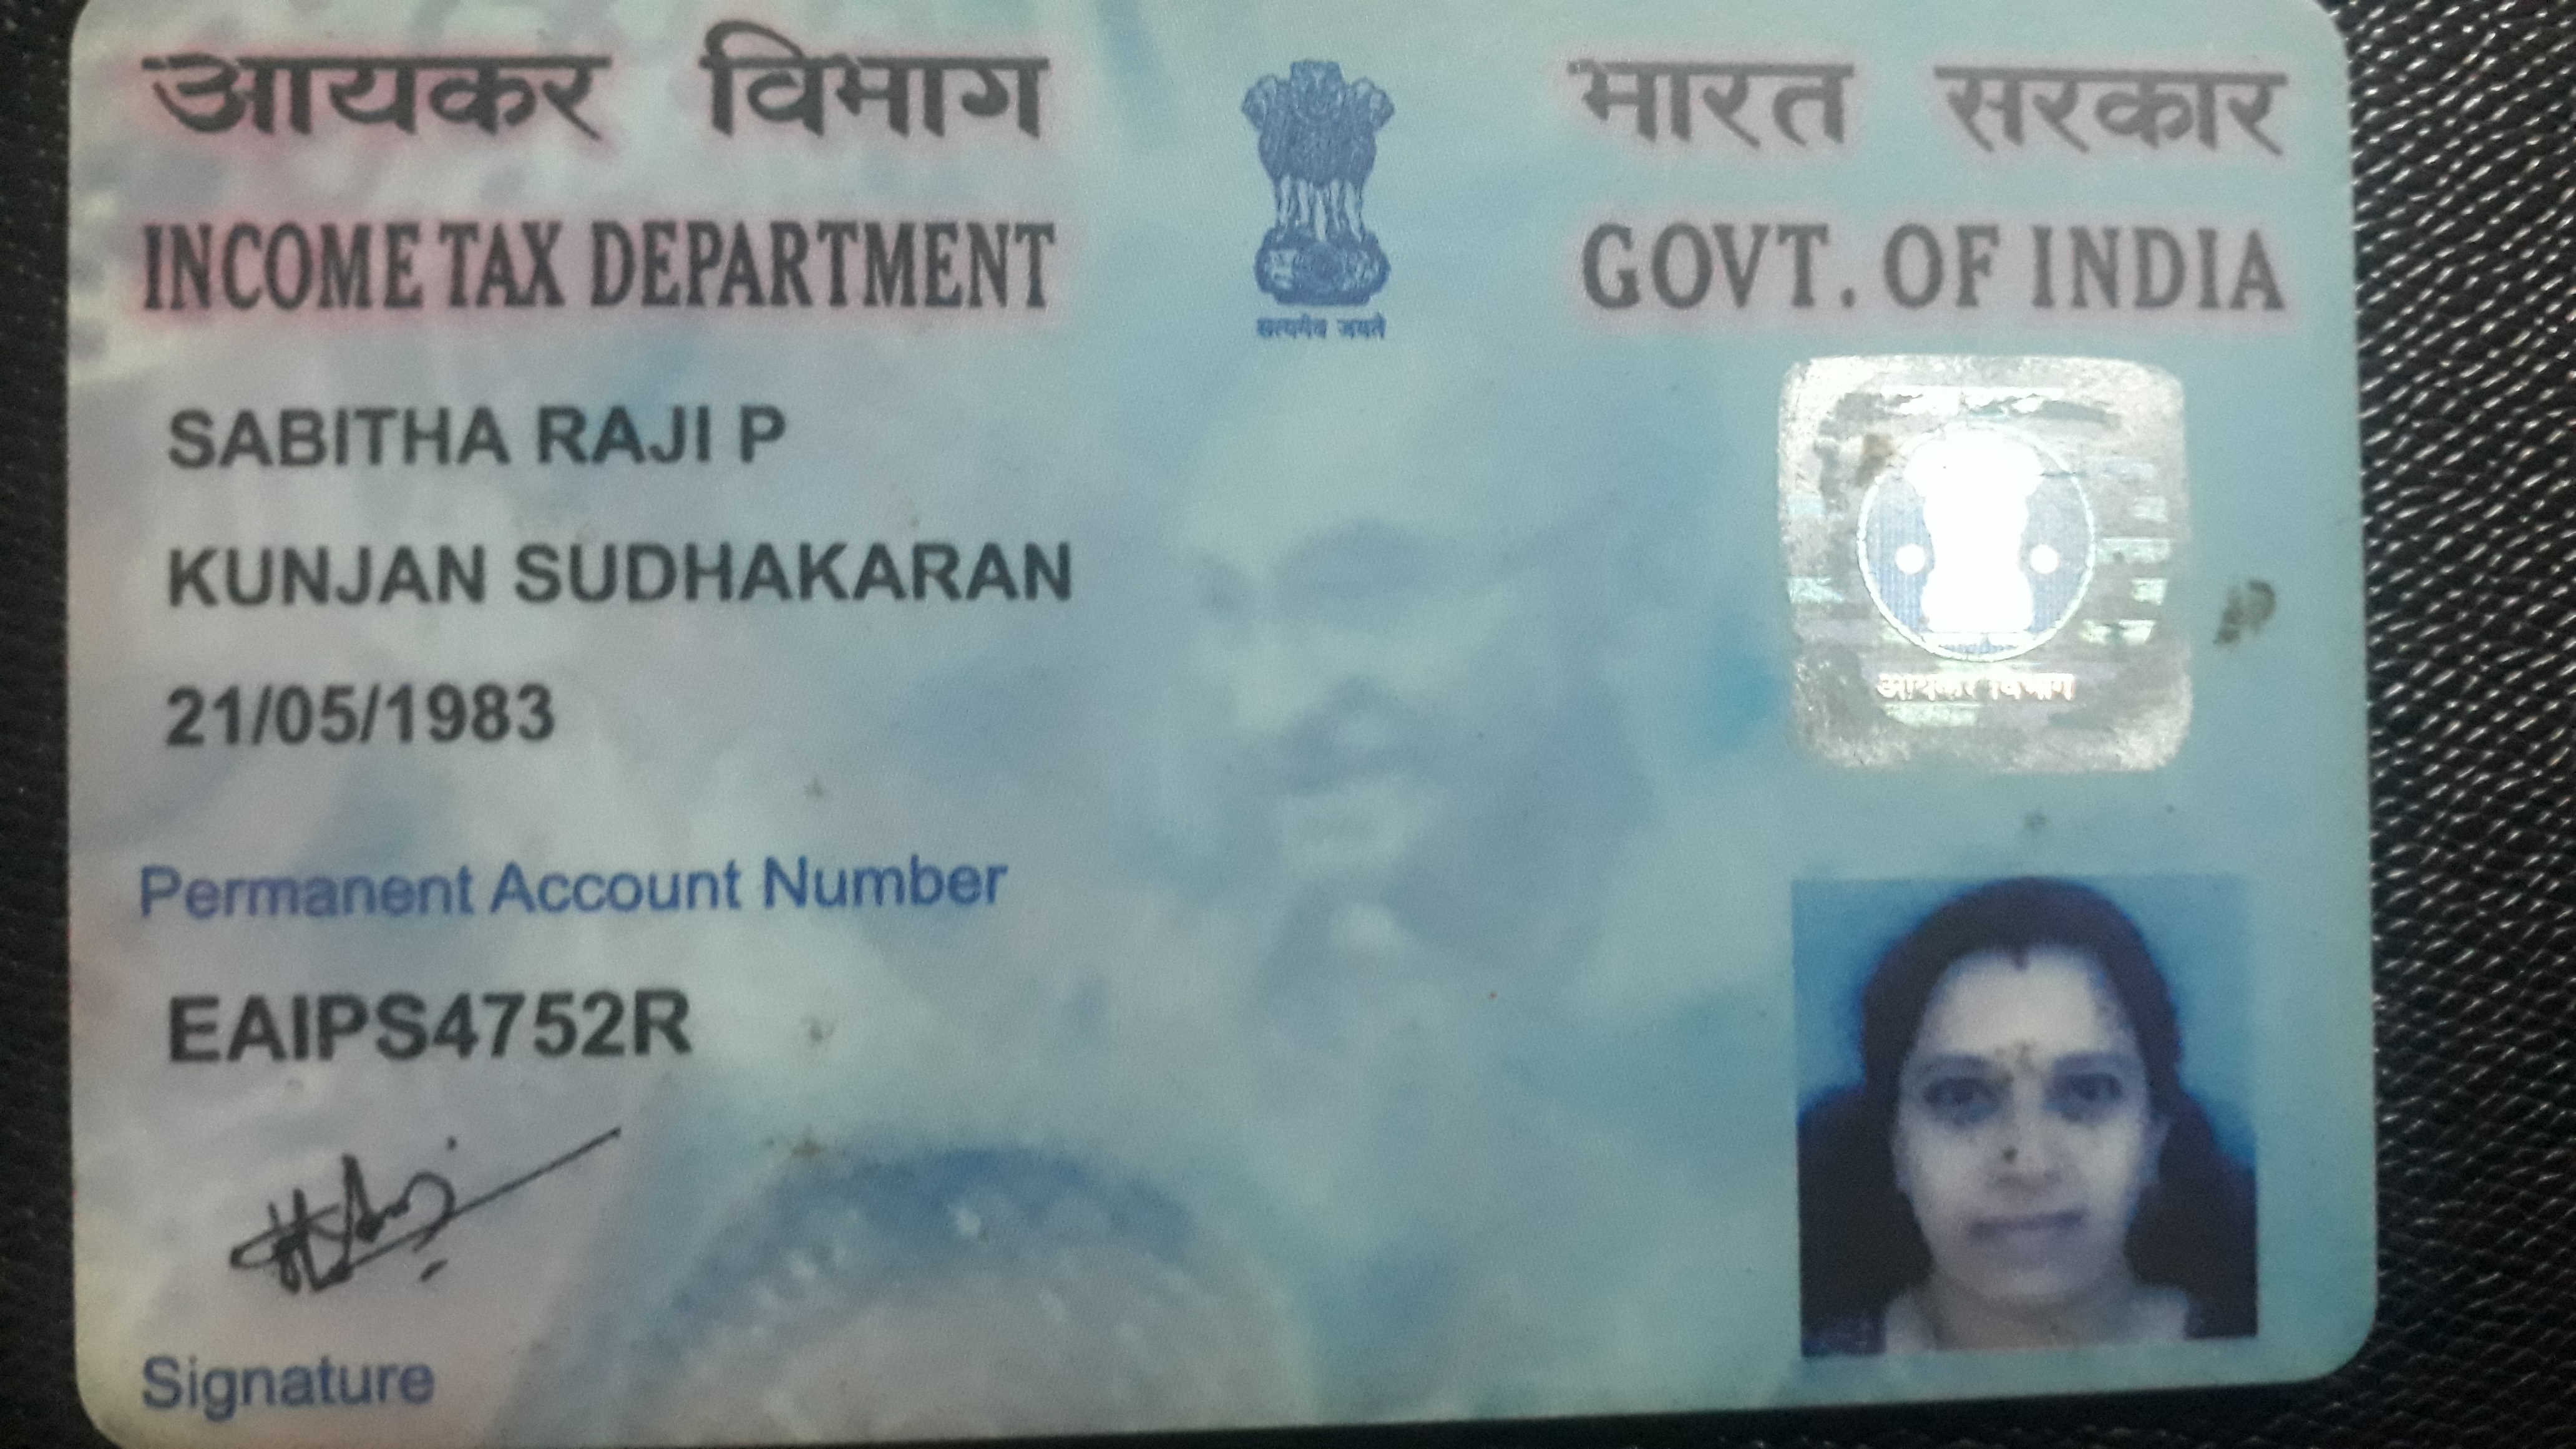 आयकर विभाग
INCOME TAX DEPARTMENT
भारत सरकार
GOVT. OF INDIA
सत्यमेव जयते
SABITHA RAJI P
KUNJAN SUDHAKARAN
21/05/1983
Permanent Account Number
EAIPS4752R
Signature